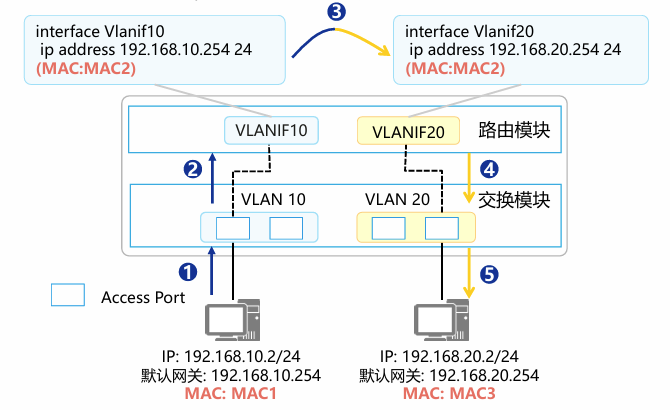 interface Vlanif10
ip address 192.168.10.254 24
(MAC:MAC2)
3
interface Vlanif20
ip address 192.168.20.254 24
(MAC:MAC2)
VLANIF10
VLANIF20
路由模块
2
4
VLAN 10
VLAN 20
交换模块
1
5
Access Port
IP: 192.168.10.2/24
默认网关: 192.168.10.254
MAC: MAC1
IP: 192.168.20.2/24
默认网关: 192.168.20.254
MAC: MAC3